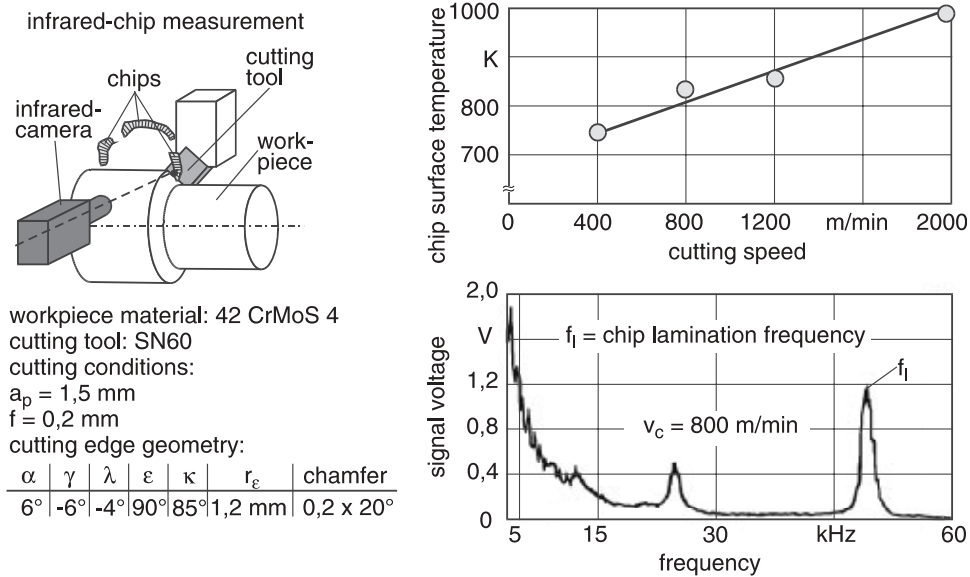 infrared-chip measurement
cutting
tool
chips
infrared-
camera
work-
piece
workpiece material: 42 CrMoS 4
cutting tool: SN60
cutting conditions:
aₚ = 1,5 mm
f = 0,2 mm
cutting edge geometry:
α γ λ ε κ r_ε chamfer
6° -6° -4° 90° 85° 1,2 mm 0,2 x 20°
chip surface temperature
1000
K
800
700
0 400 800 1200 m/min 2000
cutting speed
signal voltage
2,0
V
1,2
0,8
0,4
0
f_l = chip lamination frequency
f_l
v_c = 800 m/min
5 15 30 kHz 60
frequency